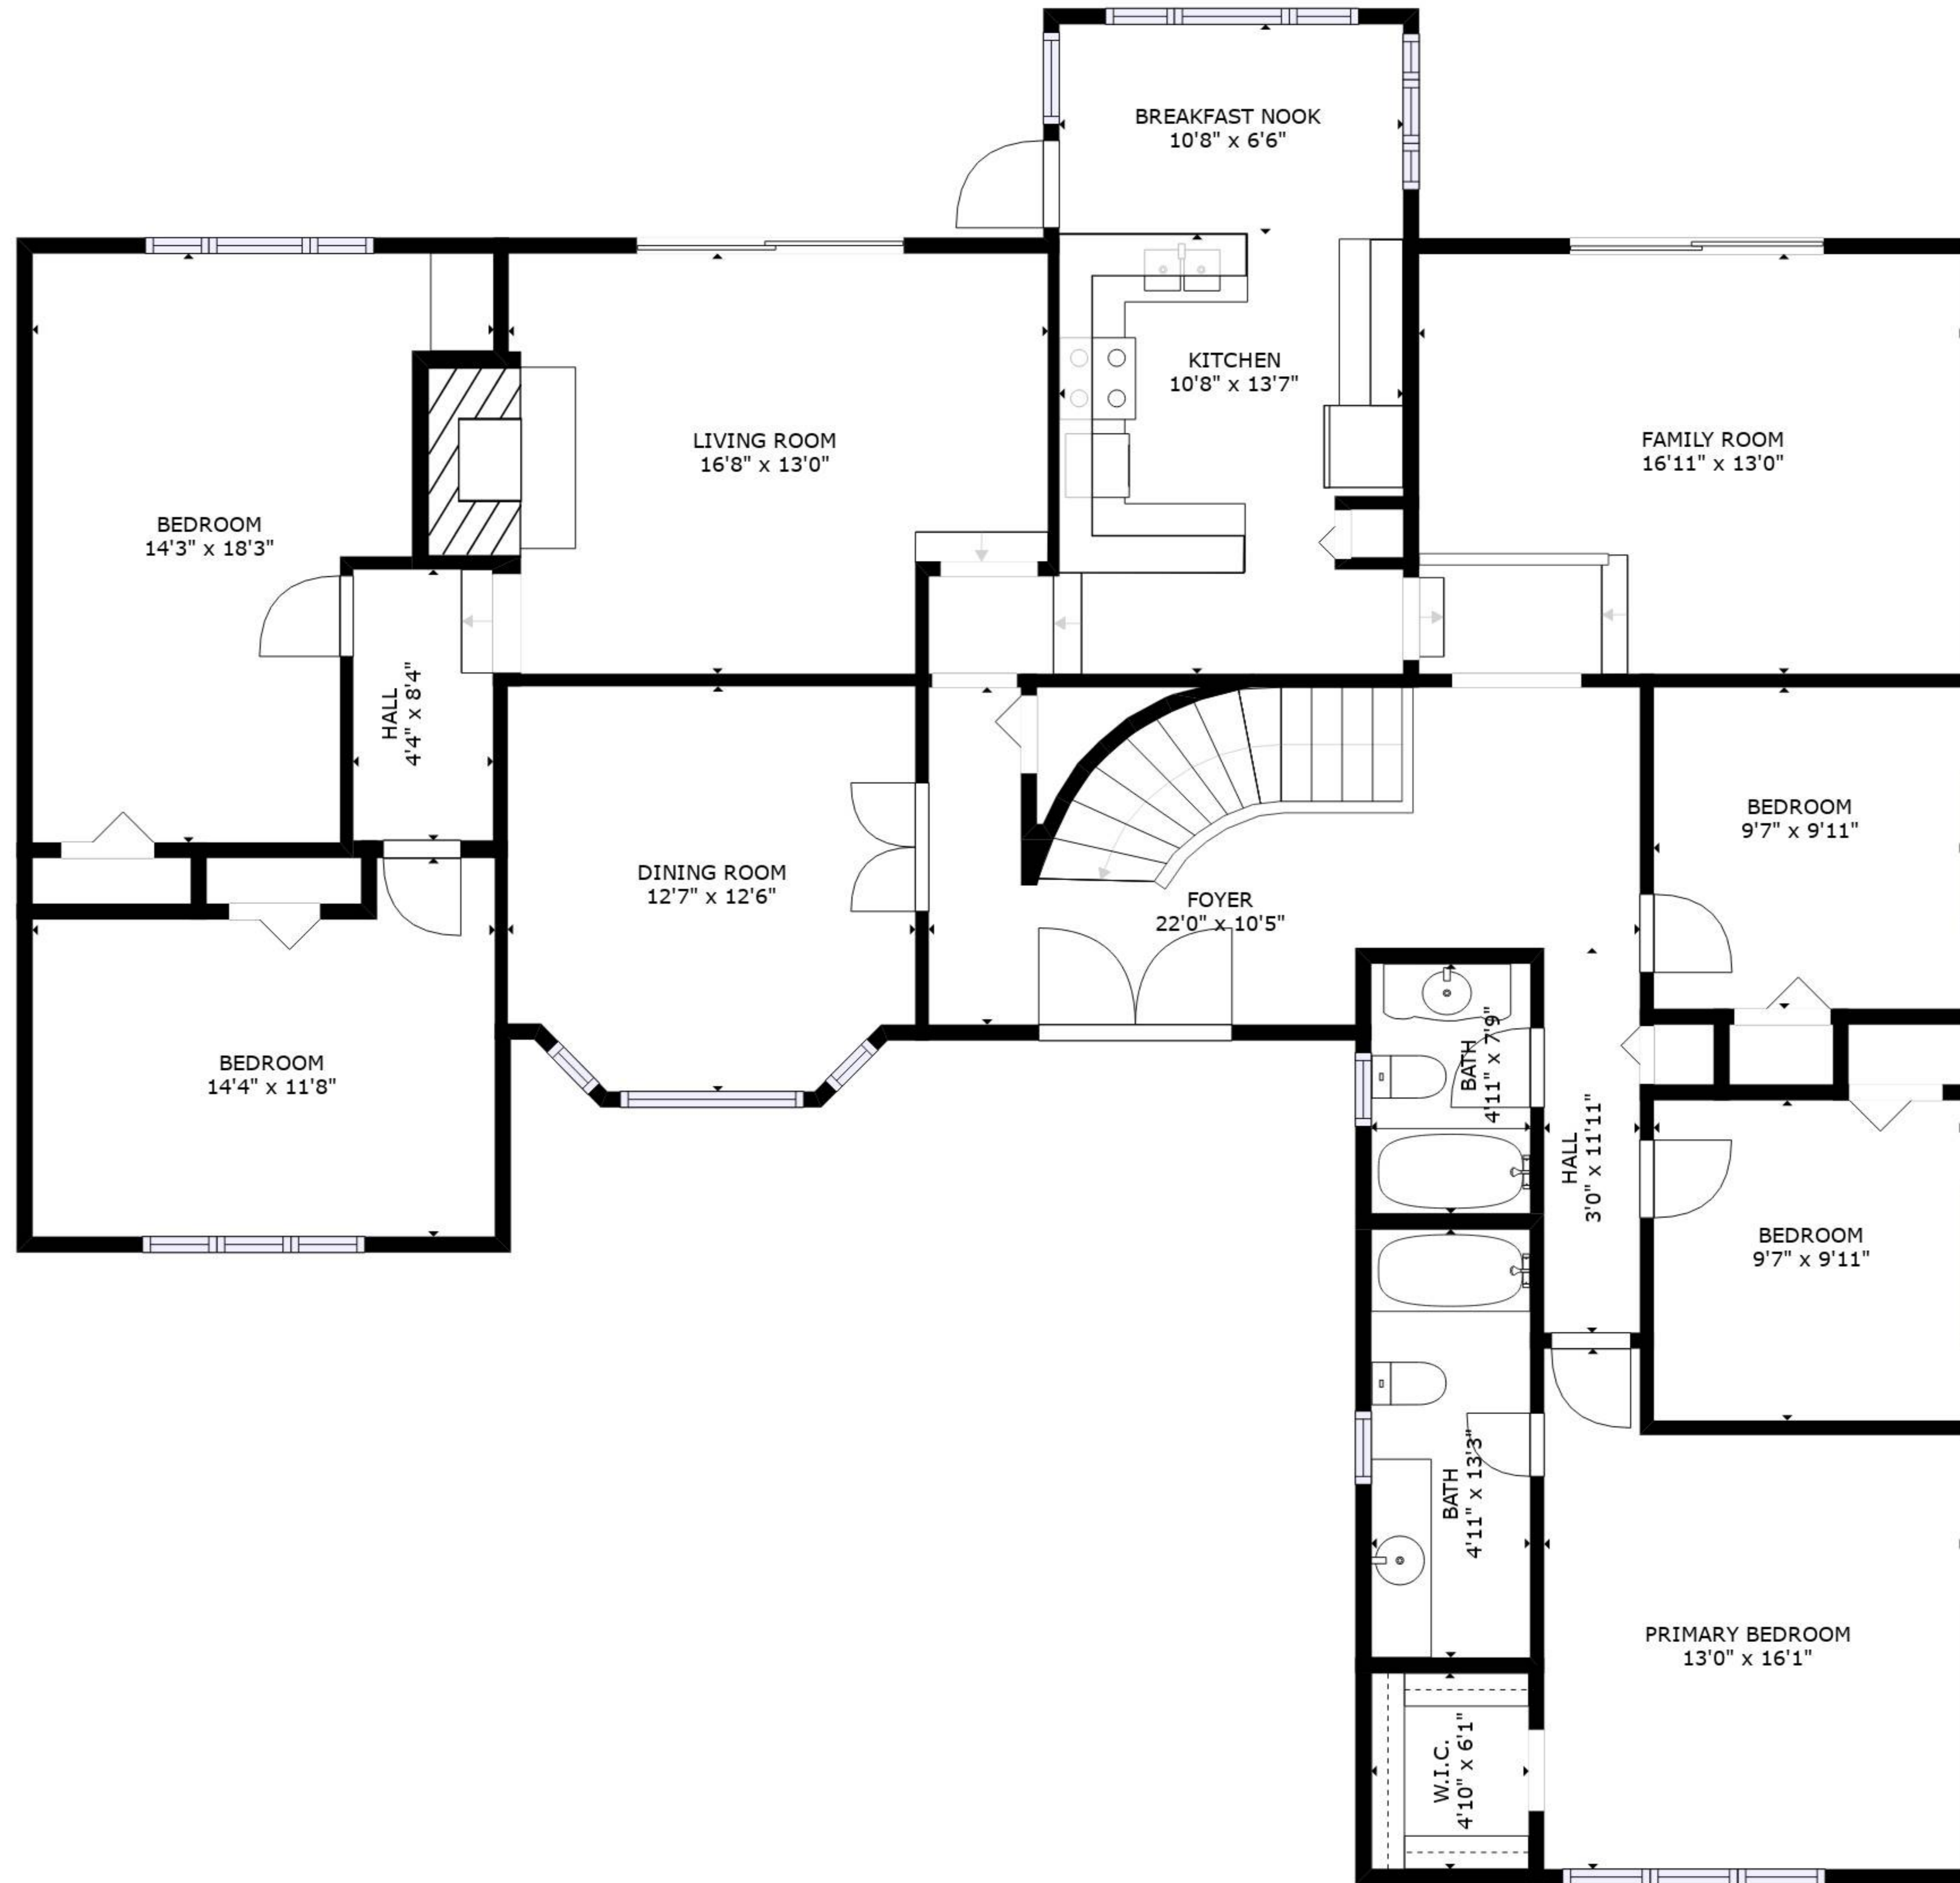 BREAKFAST NOOK
10'8" x 6'6"
KITCHEN
10'8" x 13'7"
LIVING ROOM
16'8" x 13'0"
FAMILY ROOM
16'11" x 13'0"
BEDROOM
14'3" x 18'3"
HALL
4'4" x 8'4"
DINING ROOM
12'7" x 12'6"
FOYER
22'0" x 10'5"
BEDROOM
9'7" x 9'11"
BEDROOM
14'4" x 11'8"
BATH
4'11" x 7'9"
HALL
3'0" x 11'11"
BEDROOM
9'7" x 9'11"
BATH
4'11" x 13'3"
PRIMARY BEDROOM
13'0" x 16'1"
W.I.C.
4'10" x 6'1"